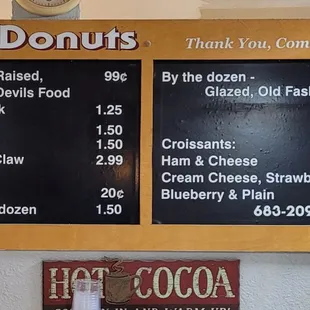 Donuts
Thank You, Com
Raised, 99¢
Devils Food
k 1.25
1.50
1.50
Claw 2.99
20¢
dozen 1.50
By the dozen -
Glazed, Old Fas
Croissants:
Ham & Cheese
Cream Cheese, Strawb
Blueberry & Plain
683-209
HOT COCOA